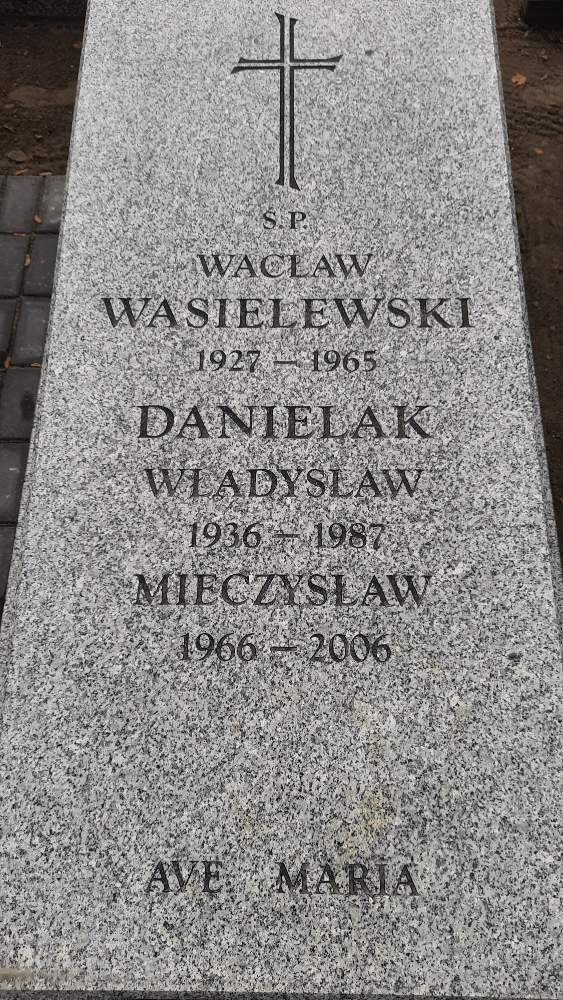 S.P.
WACŁAW
WASIELEWSKI
1927 – 1965
DANIELAK
WŁADYSŁAW
1936 – 1987
MIECZYSŁAW
1966 – 2006
AVE MARIA